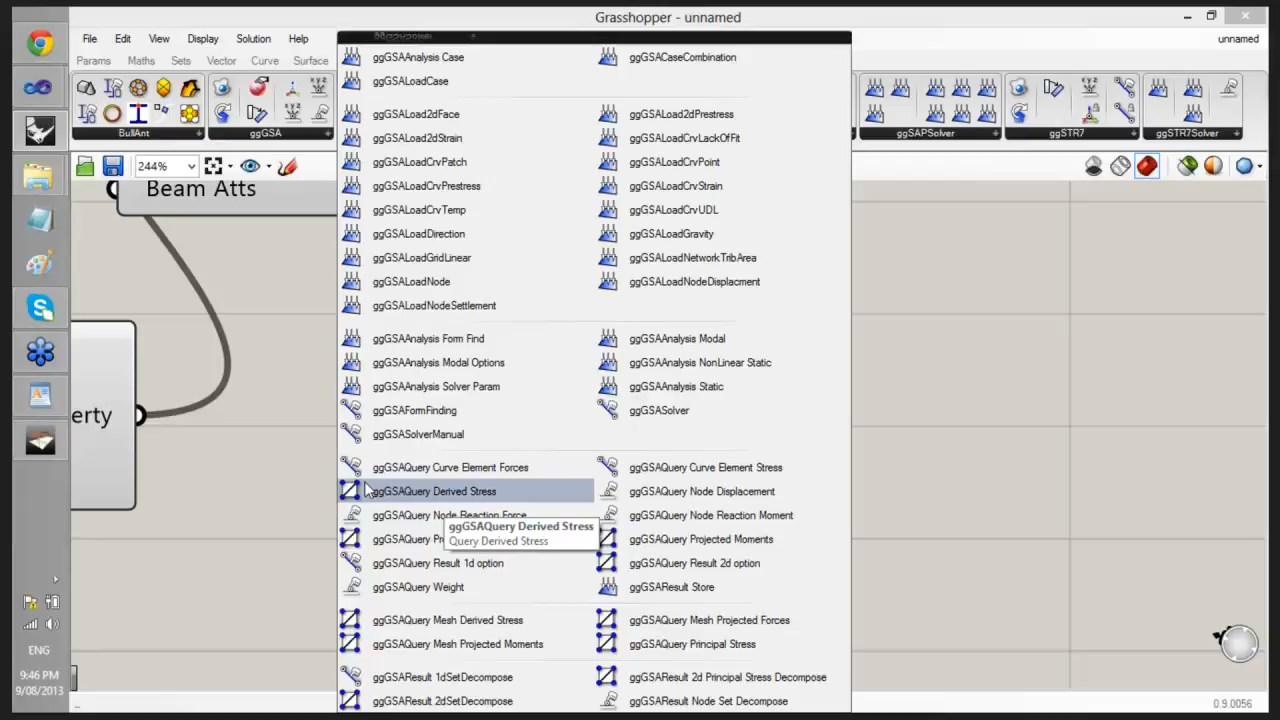 Grasshopper - unnamed
File Edit View Display Solution Help
unnamed
Params Maths Sets Vector Curve Surface
BullAnt
ggGSA
ggSAPSolver
ggSTR7
ggSTR7Solver
244%
Beam Atts
erty
ggGSAAnalysis Case
ggGSACaseCombination
ggGSALoadCase
ggGSALoad2dFace
ggGSALoad2dPrestress
ggGSALoad2dStrain
ggGSALoadCrvLackOfFit
ggGSALoadCrvPatch
ggGSALoadCrvPoint
ggGSALoadCrvPrestress
ggGSALoadCrvStrain
ggGSALoadCrvTemp
ggGSALoadCrvUDL
ggGSALoadDirection
ggGSALoadGravity
ggGSALoadGridLinear
ggGSALoadNetworkTribArea
ggGSALoadNode
ggGSALoadNodeDisplacment
ggGSALoadNodeSettlement
ggGSAAnalysis Form Find
ggGSAAnalysis Modal
ggGSAAnalysis Modal Options
ggGSAAnalysis NonLinear Static
ggGSAAnalysis Solver Param
ggGSAAnalysis Static
ggGSAFormFinding
ggGSASolver
ggGSASolverManual
ggGSAQuery Curve Element Forces
ggGSAQuery Curve Element Stress
ggGSAQuery Derived Stress
ggGSAQuery Node Displacement
ggGSAQuery Node Reaction Force
ggGSAQuery Node Reaction Moment
ggGSAQuery Derived Stress
Query Derived Stress
ggGSAQuery Pr
ggGSAQuery Projected Moments
ggGSAQuery Result 1d option
ggGSAQuery Result 2d option
ggGSAQuery Weight
ggGSAResult Store
ggGSAQuery Mesh Derived Stress
ggGSAQuery Mesh Projected Forces
ggGSAQuery Mesh Projected Moments
ggGSAQuery Principal Stress
ggGSAResult 1dSetDecompose
ggGSAResult 2d Principal Stress Decompose
ggGSAResult 2dSetDecompose
ggGSAResult Node Set Decompose
ENG
9:46 PM
9/08/2013
0.9.0056